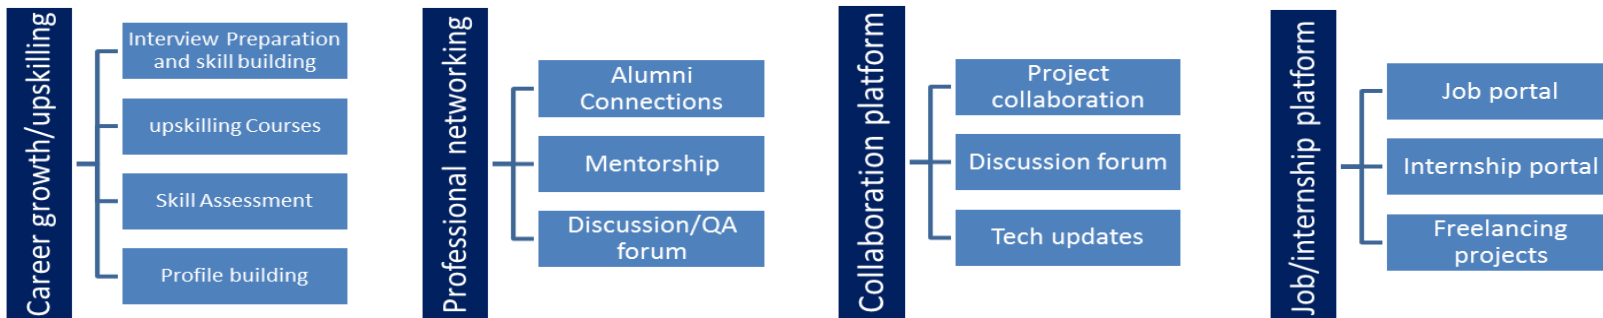 Career growth/upskilling
Interview Preparation
and skill building
upskilling Courses
Skill Assessment
Profile building
Professional networking
Alumni
Connections
Mentorship
Discussion/QA
forum
Collaboration platform
Project
collaboration
Discussion forum
Tech updates
Job/internship platform
Job portal
Internship portal
Freelancing
projects